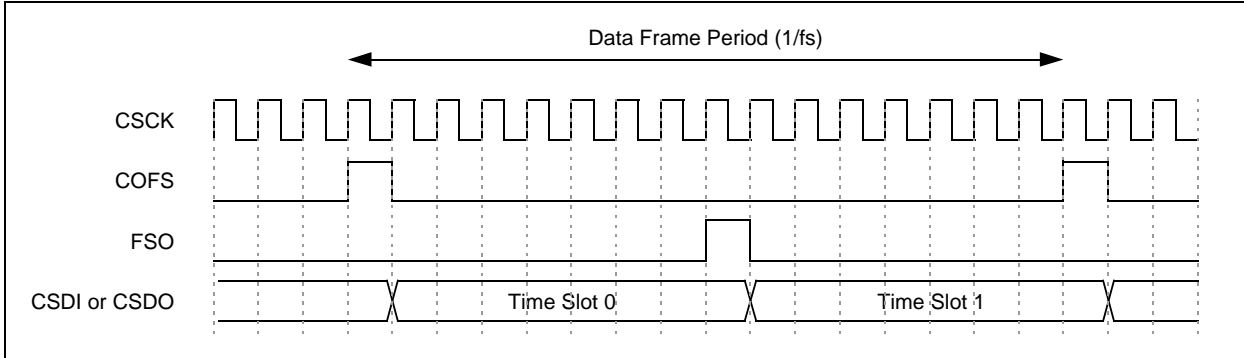 Data Frame Period (1/fs)
CSCK
COFS
FSO
CSDI or CSDO
Time Slot 0
Time Slot 1